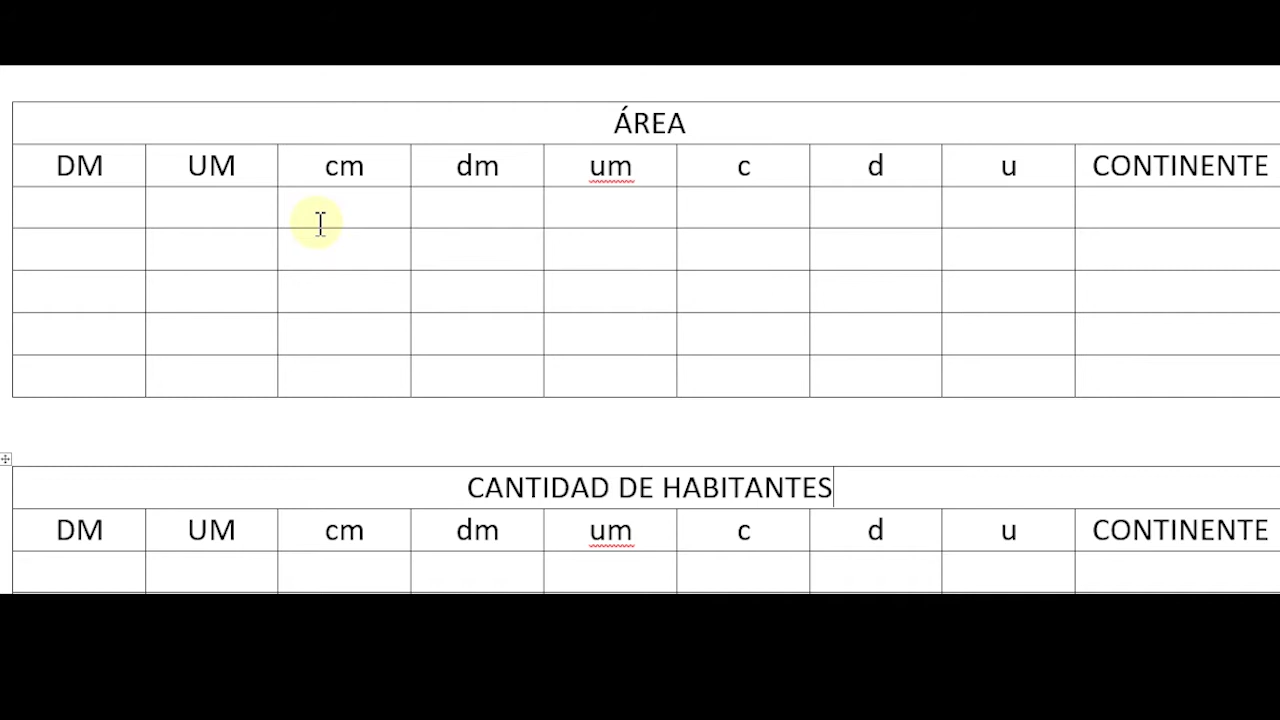 ÁREA
DM UM cm dm um c d u CONTINENTE
CANTIDAD DE HABITANTES
DM UM cm dm um c d u CONTINENTE